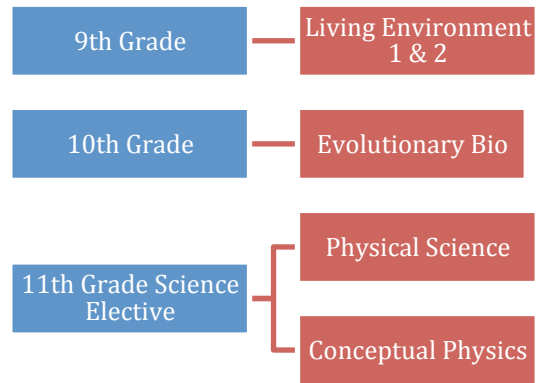 9th Grade
Living Environment
1 & 2
10th Grade
Evolutionary Bio
11th Grade Science
Elective
Physical Science
Conceptual Physics